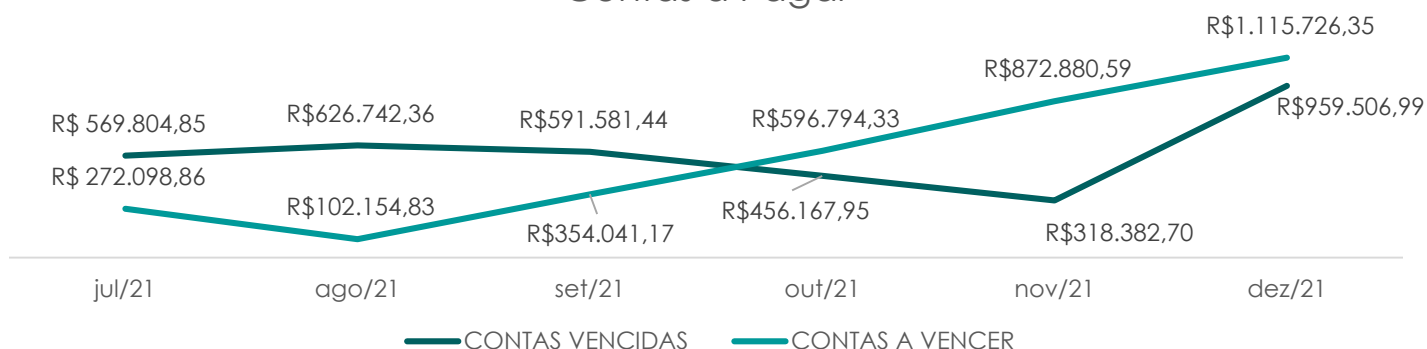 R$1.115.726,35
R$872.880,59
R$959.506,99
R$ 569.804,85
R$626.742,36
R$591.581,44
R$596.794,33
R$ 272.098,86
R$102.154,83
R$354.041,17
R$456.167,95
R$318.382,70
jul/21 ago/21 set/21 out/21 nov/21 dez/21
CONTAS VENCIDAS CONTAS A VENCER